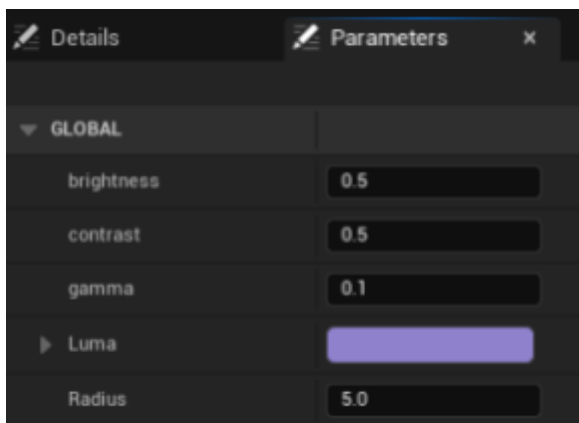 Details Parameters ×
GLOBAL
brightness 0.5
contrast 0.5
gamma 0.1
Luma
Radius 5.0